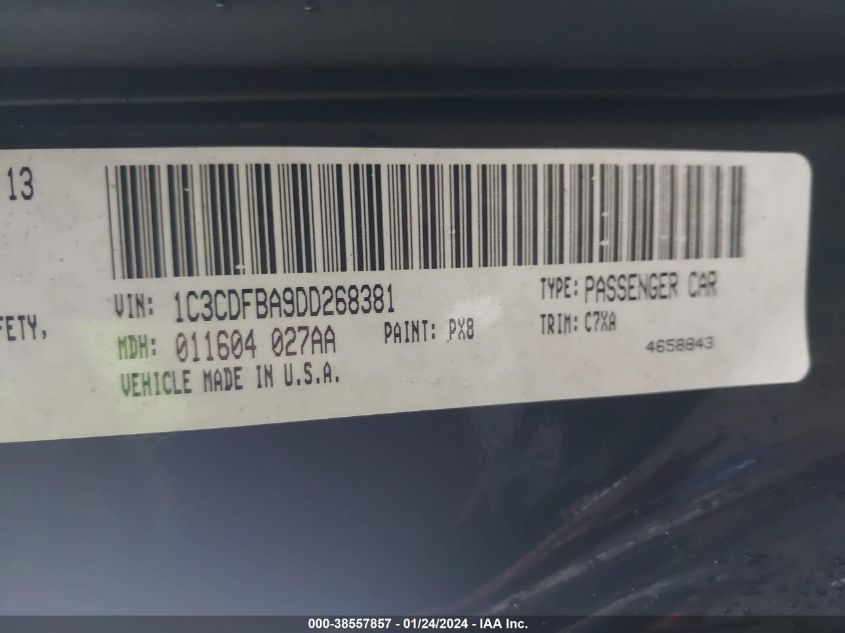 13
FETY,
VIN: 1C3CDFBA9DD268381
TYPE: PASSENGER CAR
MDH: 011604 027AA
PAINT: PX8
TRIM: C7XA
4658843
VEHICLE MADE IN U.S.A.
000-38557857 - 01/24/2024 - IAA Inc.